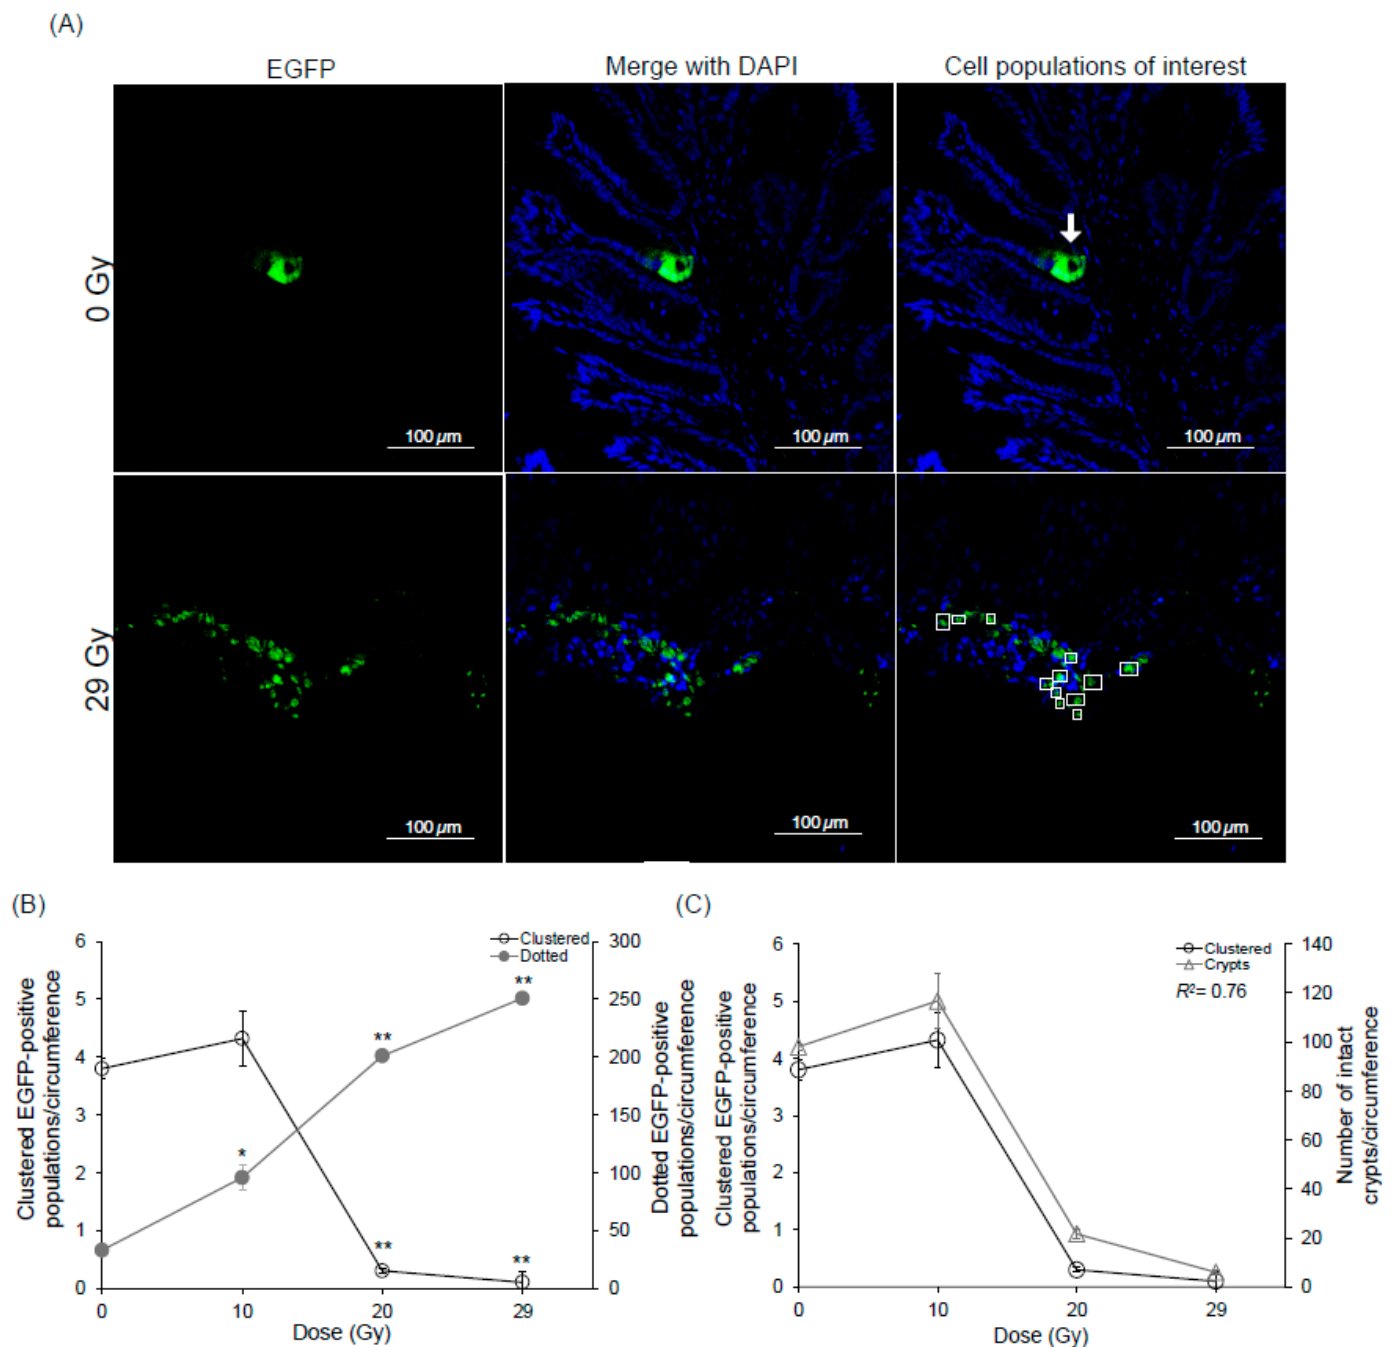 (A)
EGFP
Merge with DAPI
Cell populations of interest
0 Gy
100 µm
100 µm
100 µm
29 Gy
100 µm
100 µm
100 µm
(B)
Clustered EGFP-positive
populations/circumference
6
5
4
3
2
1
0
Clustered
Dotted
*
**
**
**
**
300
250
200
150
100
50
0
Dotted EGFP-positive
populations/circumference
0
10
20
29
Dose (Gy)
(C)
Clustered EGFP-positive
populations/circumference
6
5
4
3
2
1
0
Clustered
Crypts
R²= 0.76
140
120
100
80
60
40
20
0
Number of intact
crypts/circumference
0
10
20
29
Dose (Gy)